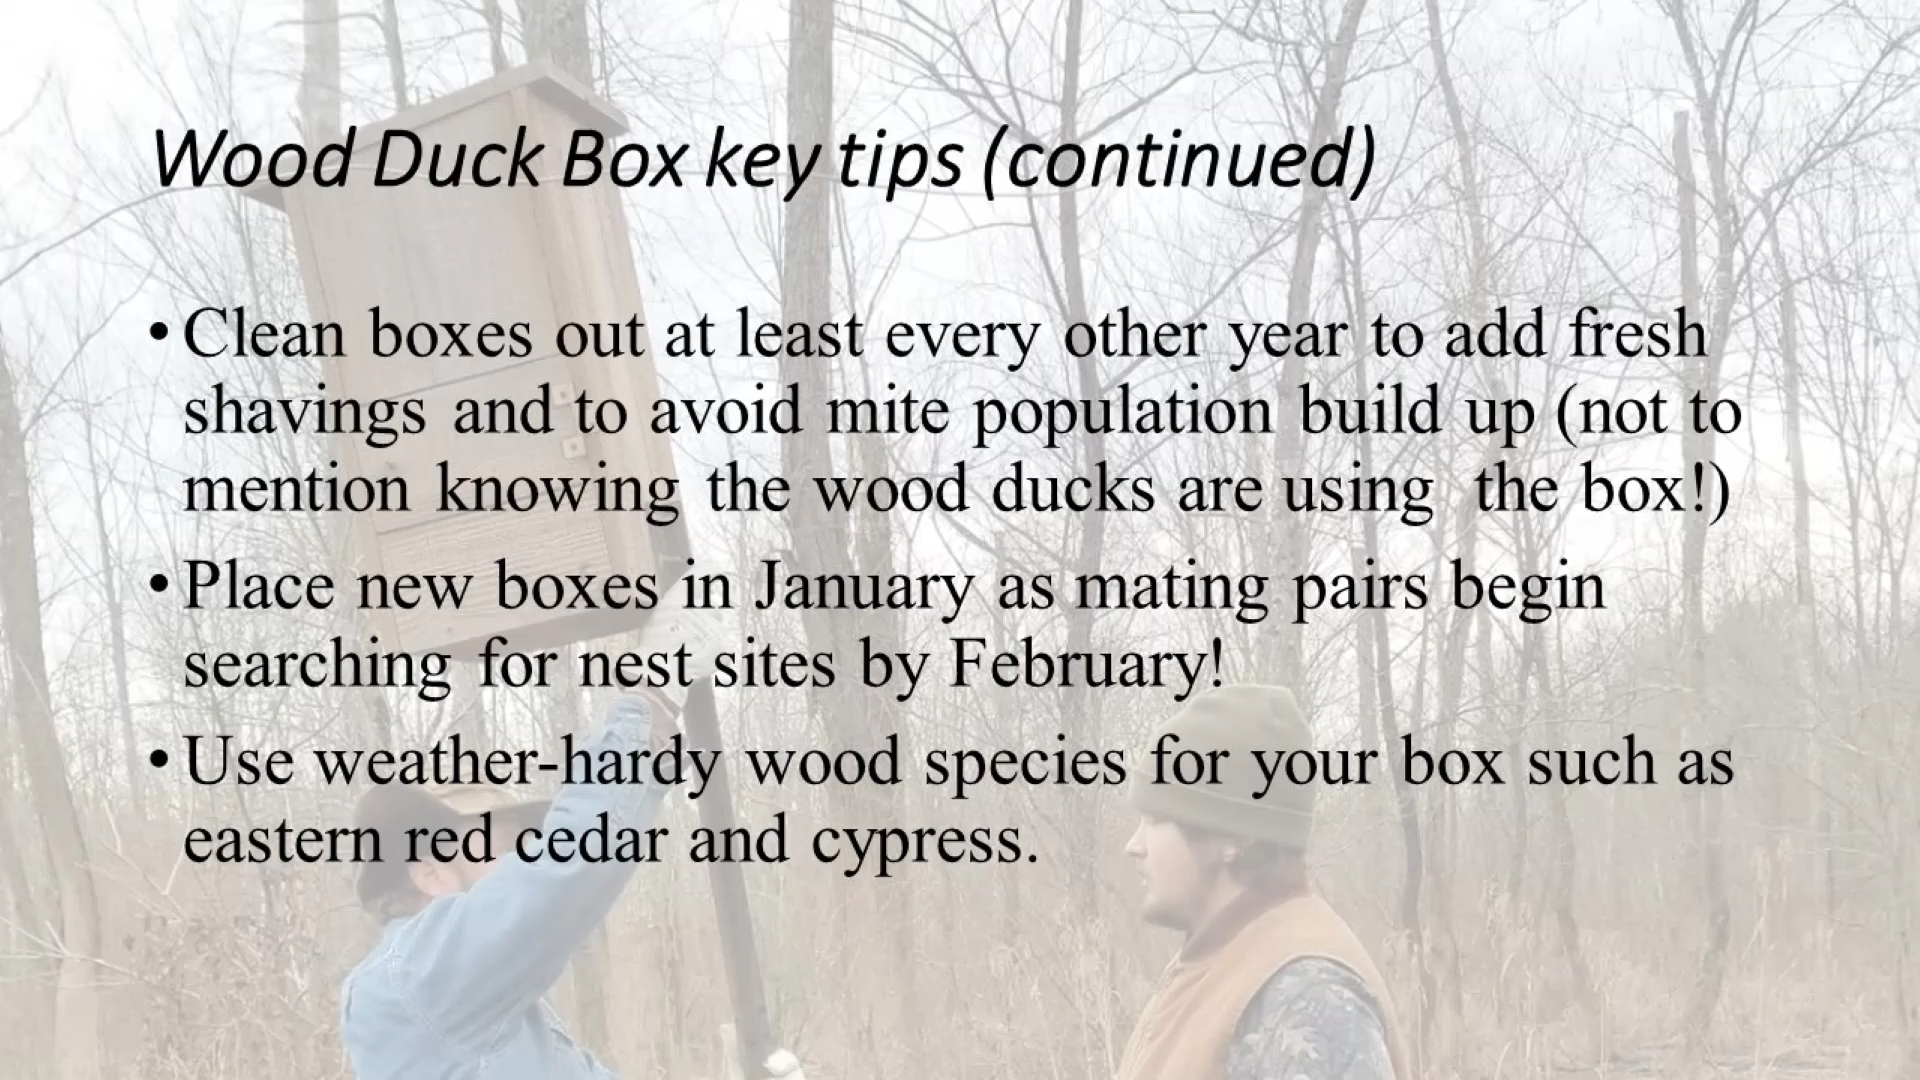 Wood Duck Box key tips (continued)
• Clean boxes out at least every other year to add fresh
shavings and to avoid mite population build up (not to
mention knowing the wood ducks are using the box!)
• Place new boxes in January as mating pairs begin
searching for nest sites by February!
• Use weather-hardy wood species for your box such as
eastern red cedar and cypress.